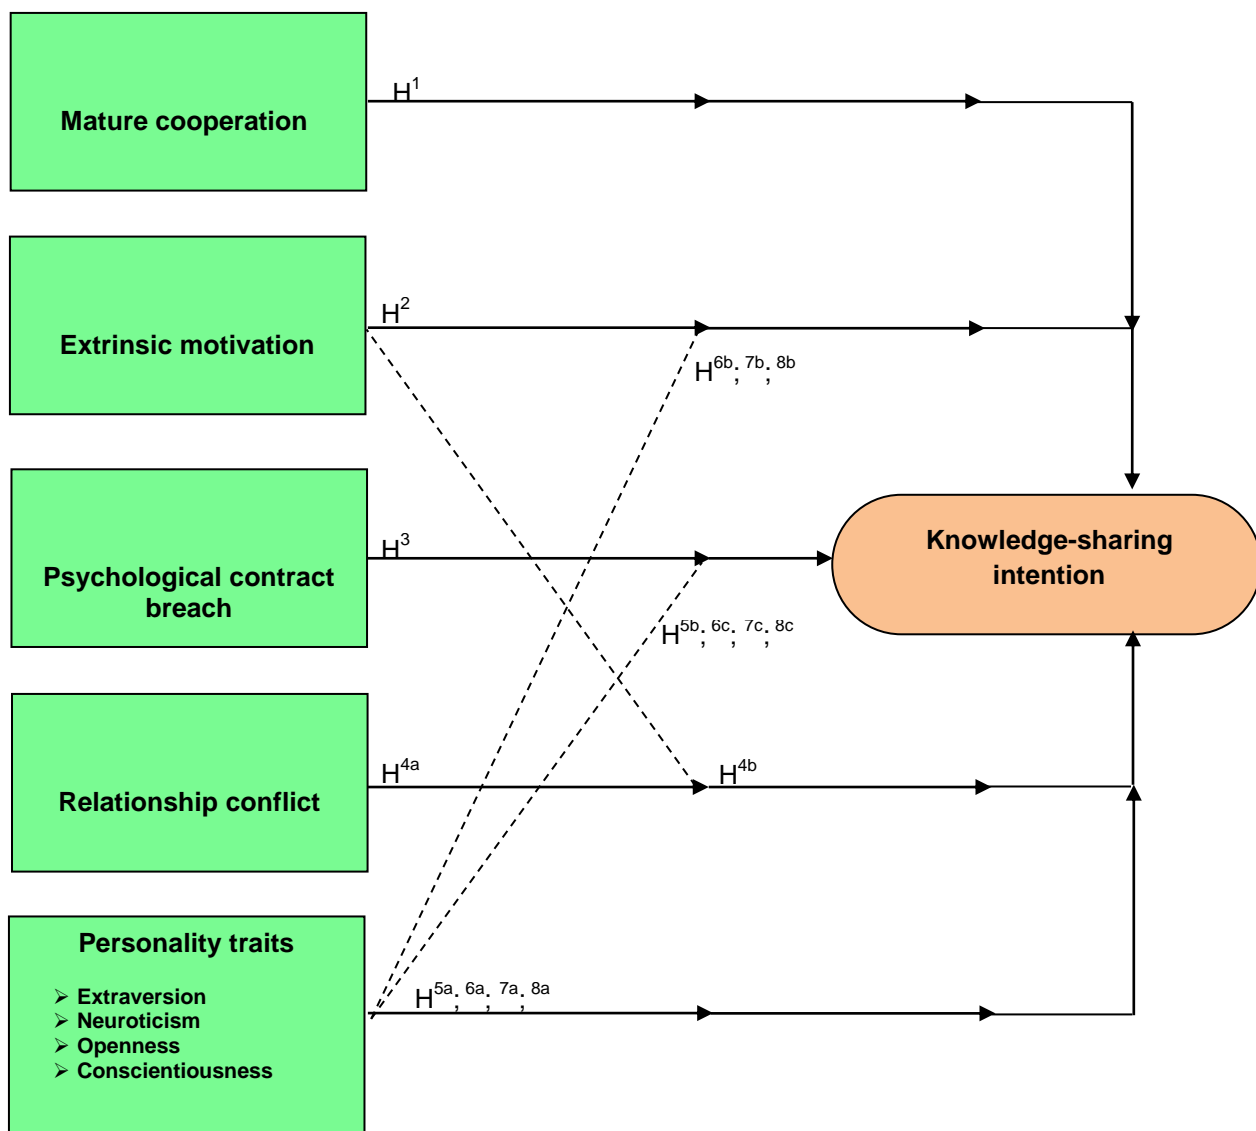 Mature cooperation
H1
Extrinsic motivation
H2
H6b; 7b; 8b
Psychological contract
breach
H3
Knowledge-sharing
intention
H5b; 6c; 7c; 8c
Relationship conflict
H4a
H4b
Personality traits
➢ Extraversion
➢ Neuroticism
➢ Openness
➢ Conscientiousness
H5a; 6a; 7a; 8a